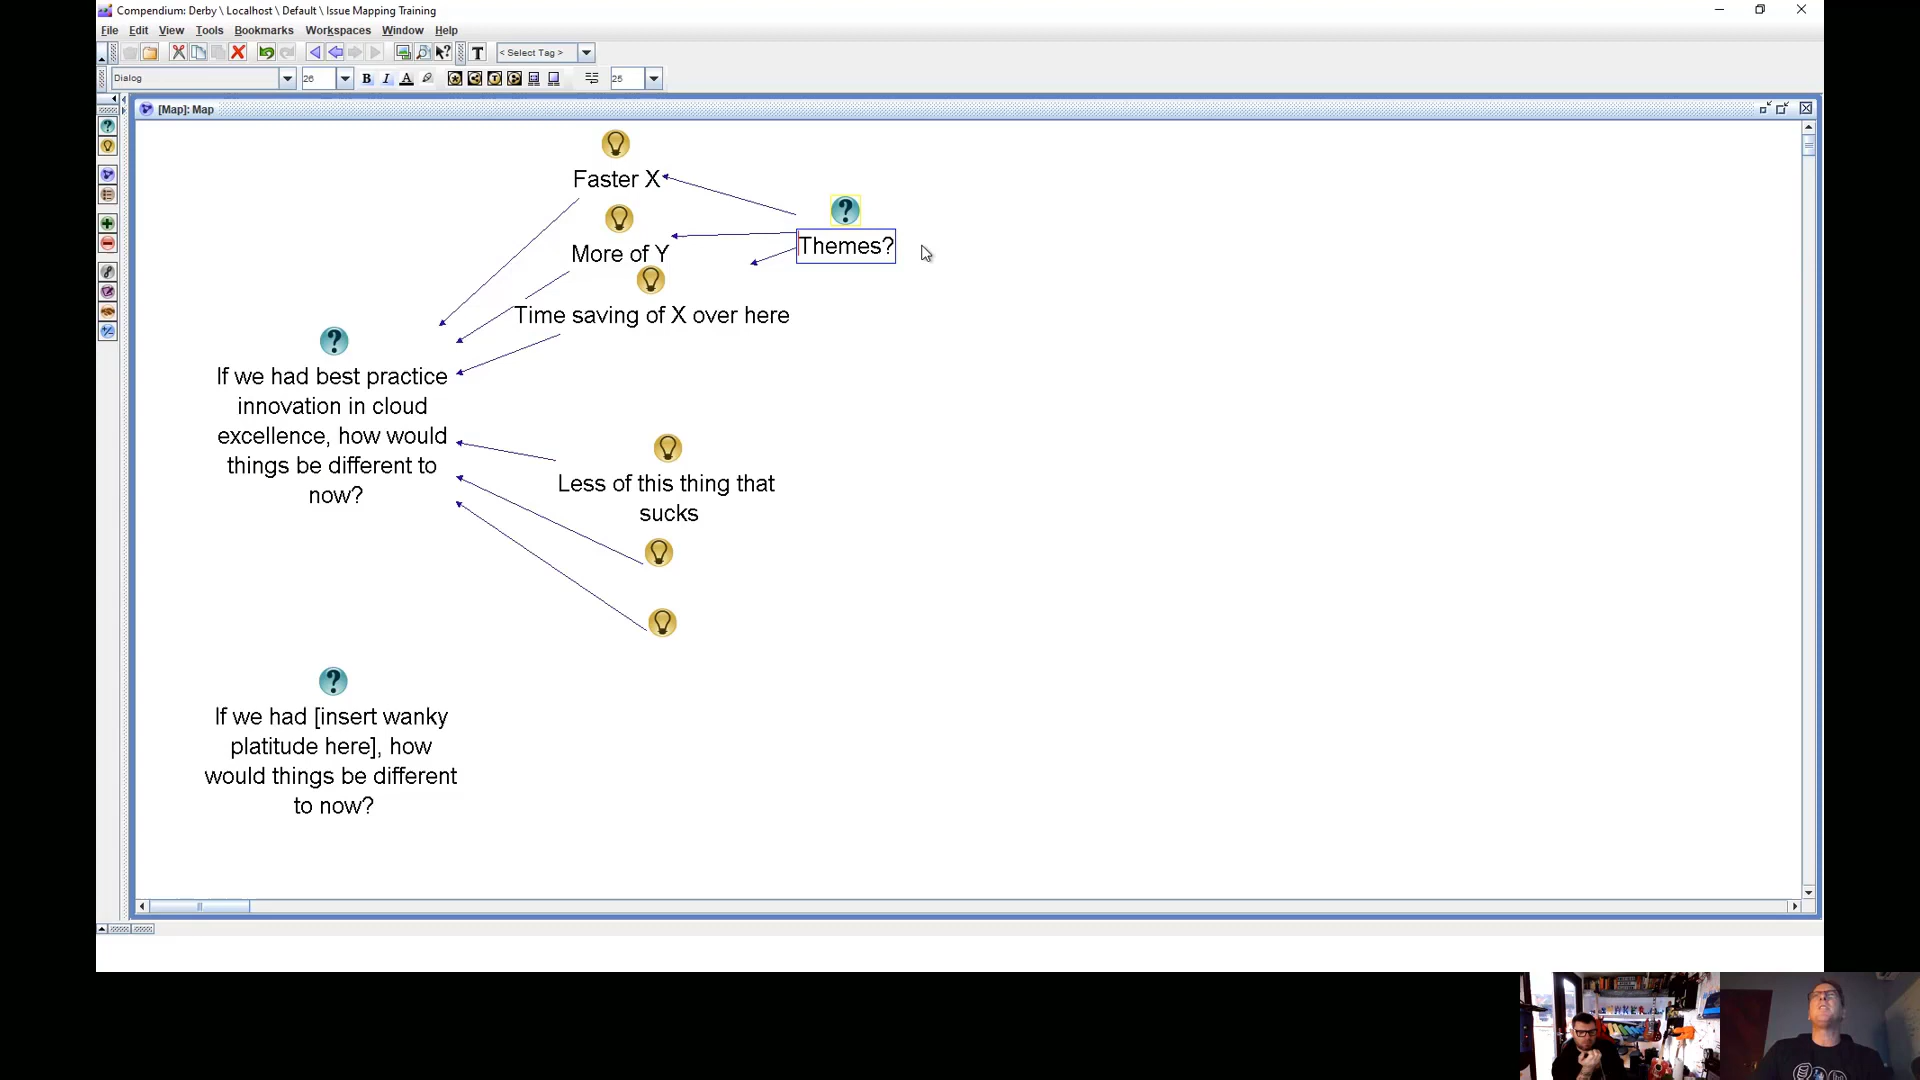 Compendium: Derby \ Localhost \ Default \ Issue Mapping Training
File Edit View Tools Bookmarks Workspaces Window Help
T < Select Tag >
Dialog 26 B I A 25
[Map]: Map
Faster X
More of Y
Themes?
Time saving of X over here
If we had best practice
innovation in cloud
excellence, how would
things be different to
now?
Less of this thing that
sucks
If we had [insert wanky
platitude here], how
would things be different
to now?